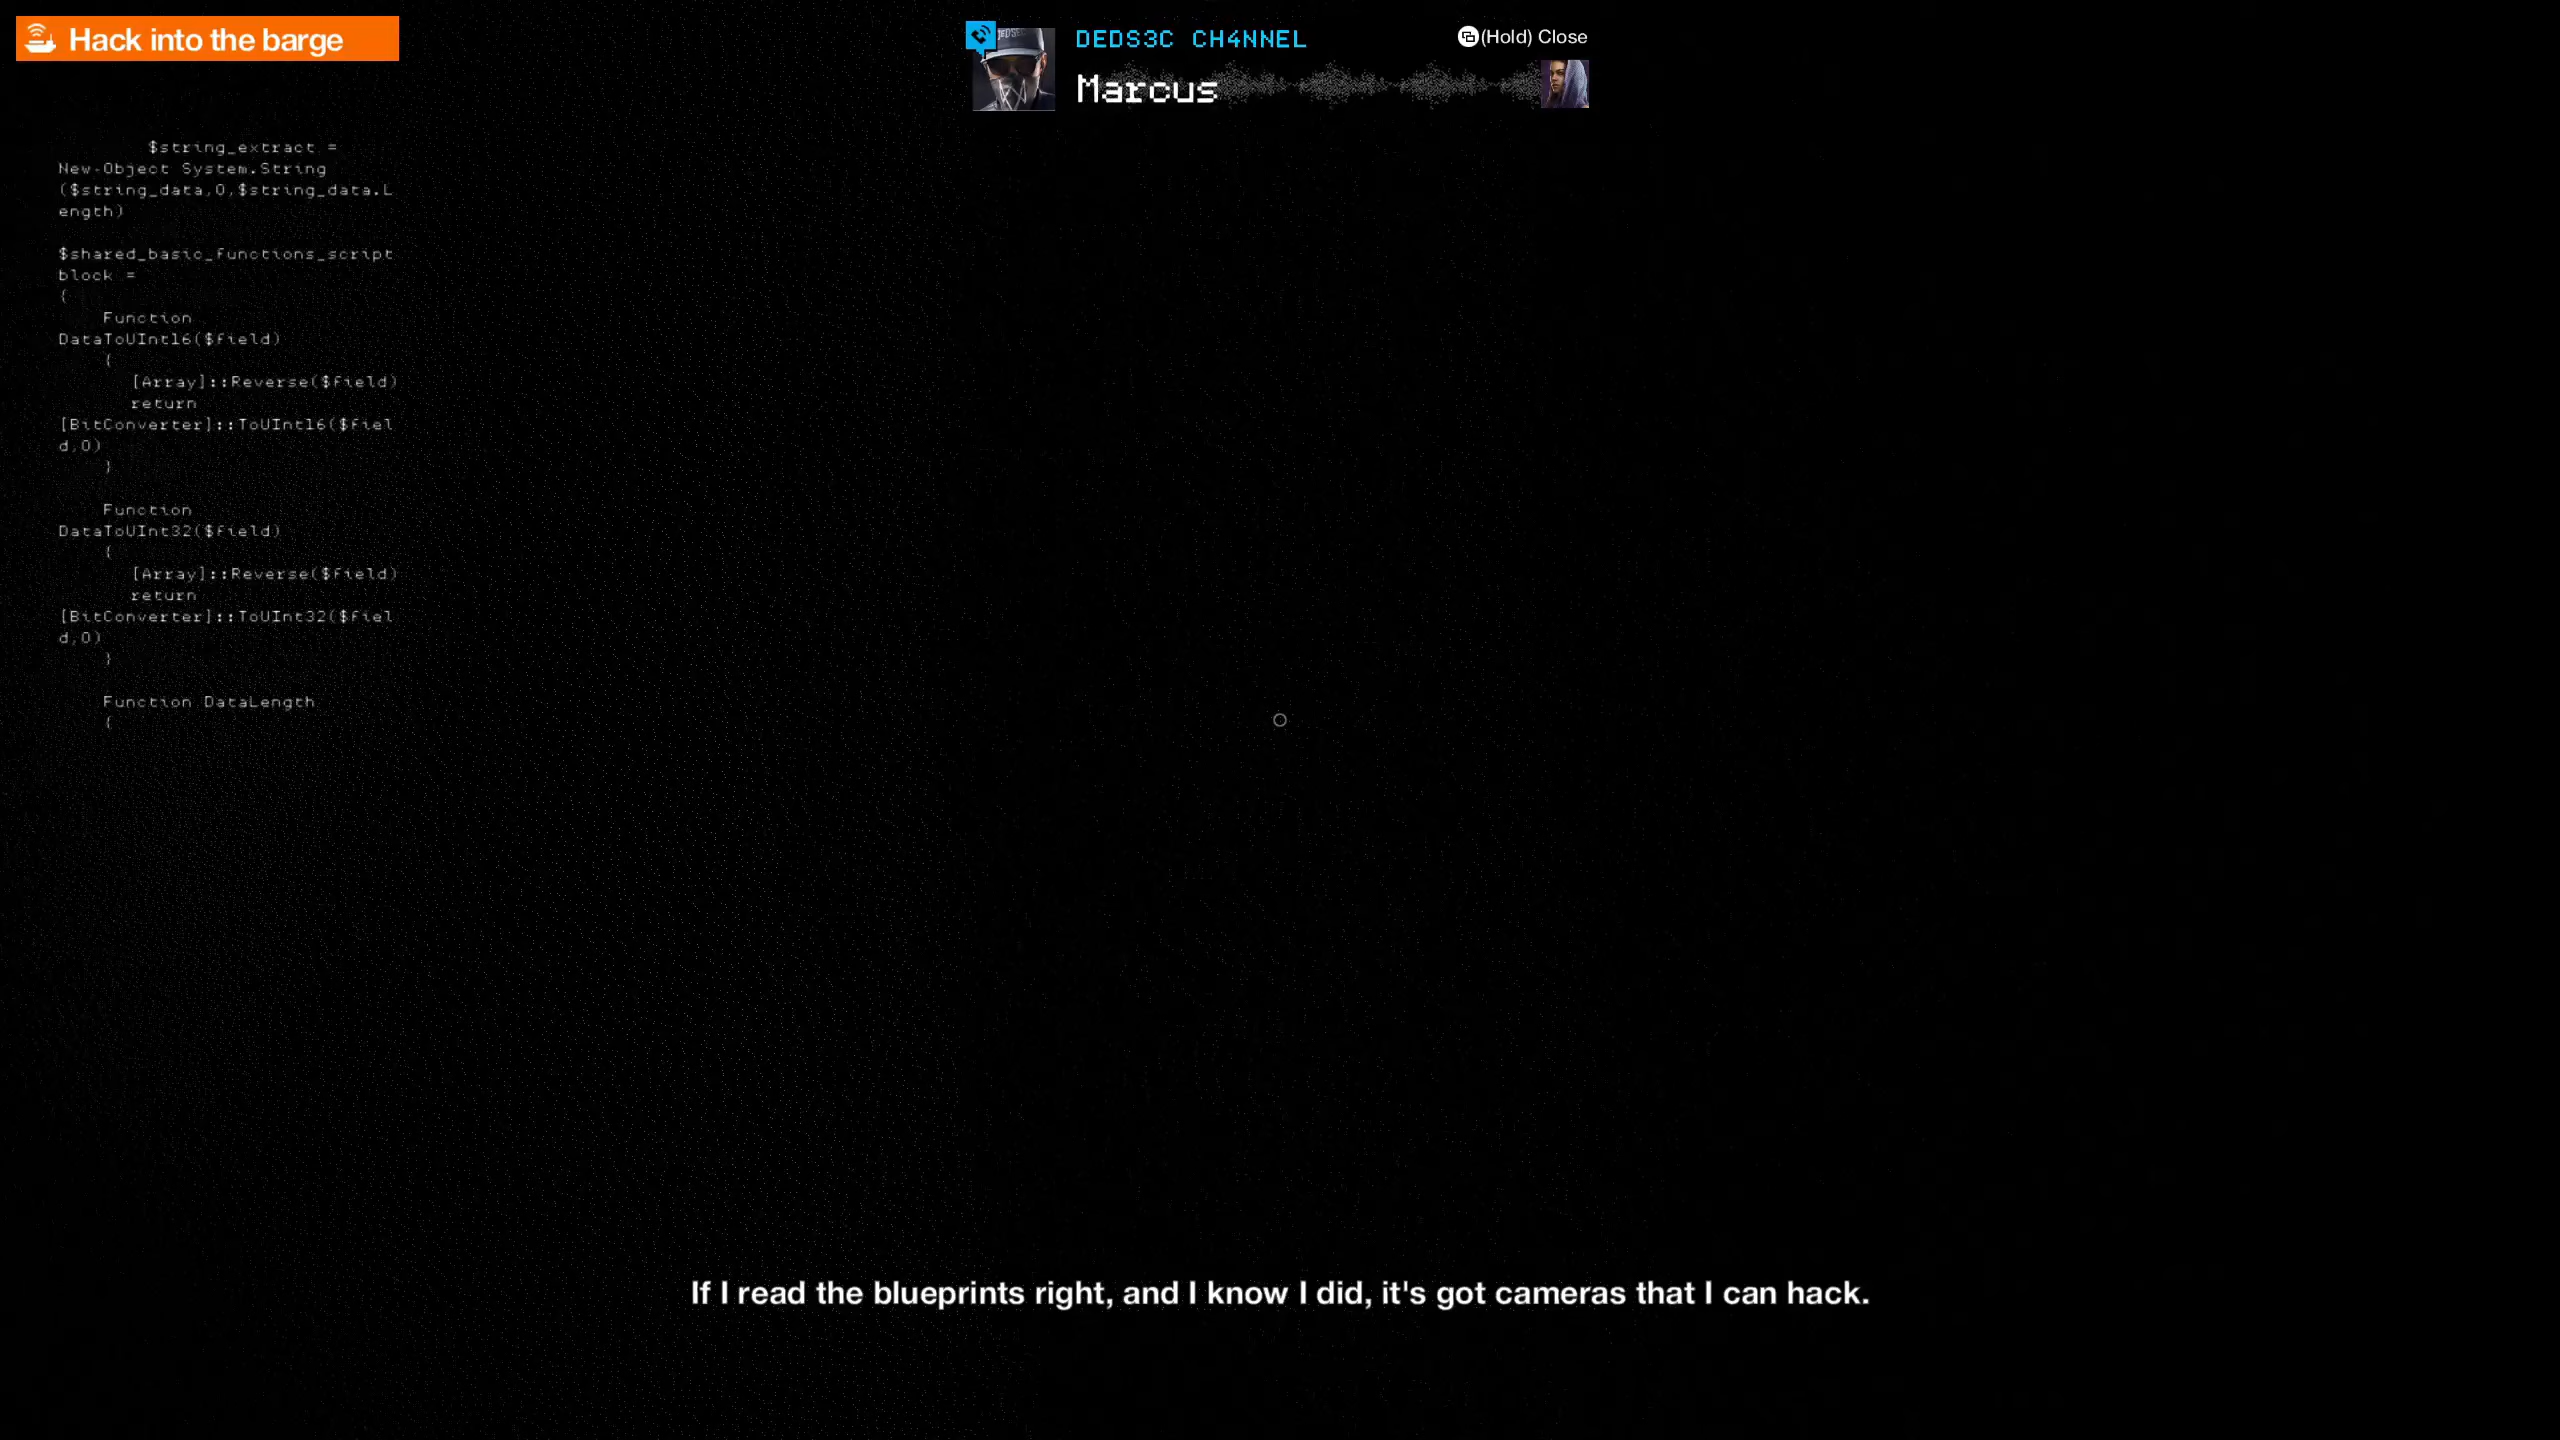 Hack into the barge
DEDS3C CH4NNEL
(Hold) Close
Marcus
$string_extract =
New-Object System.String
($string_data,0,$string_data.L
ength)
$shared_basic_functions_script
block =
{
Function
DataToUInt16($field)
{
[Array]::Reverse($field)
return
[BitConverter]::ToUInt16($fiel
d,0)
}
Function
DataToUInt32($field)
{
[Array]::Reverse($field)
return
[BitConverter]::ToUInt32($fiel
d,0)
}
Function DataLength
{
If I read the blueprints right, and I know I did, it's got cameras that I can hack.